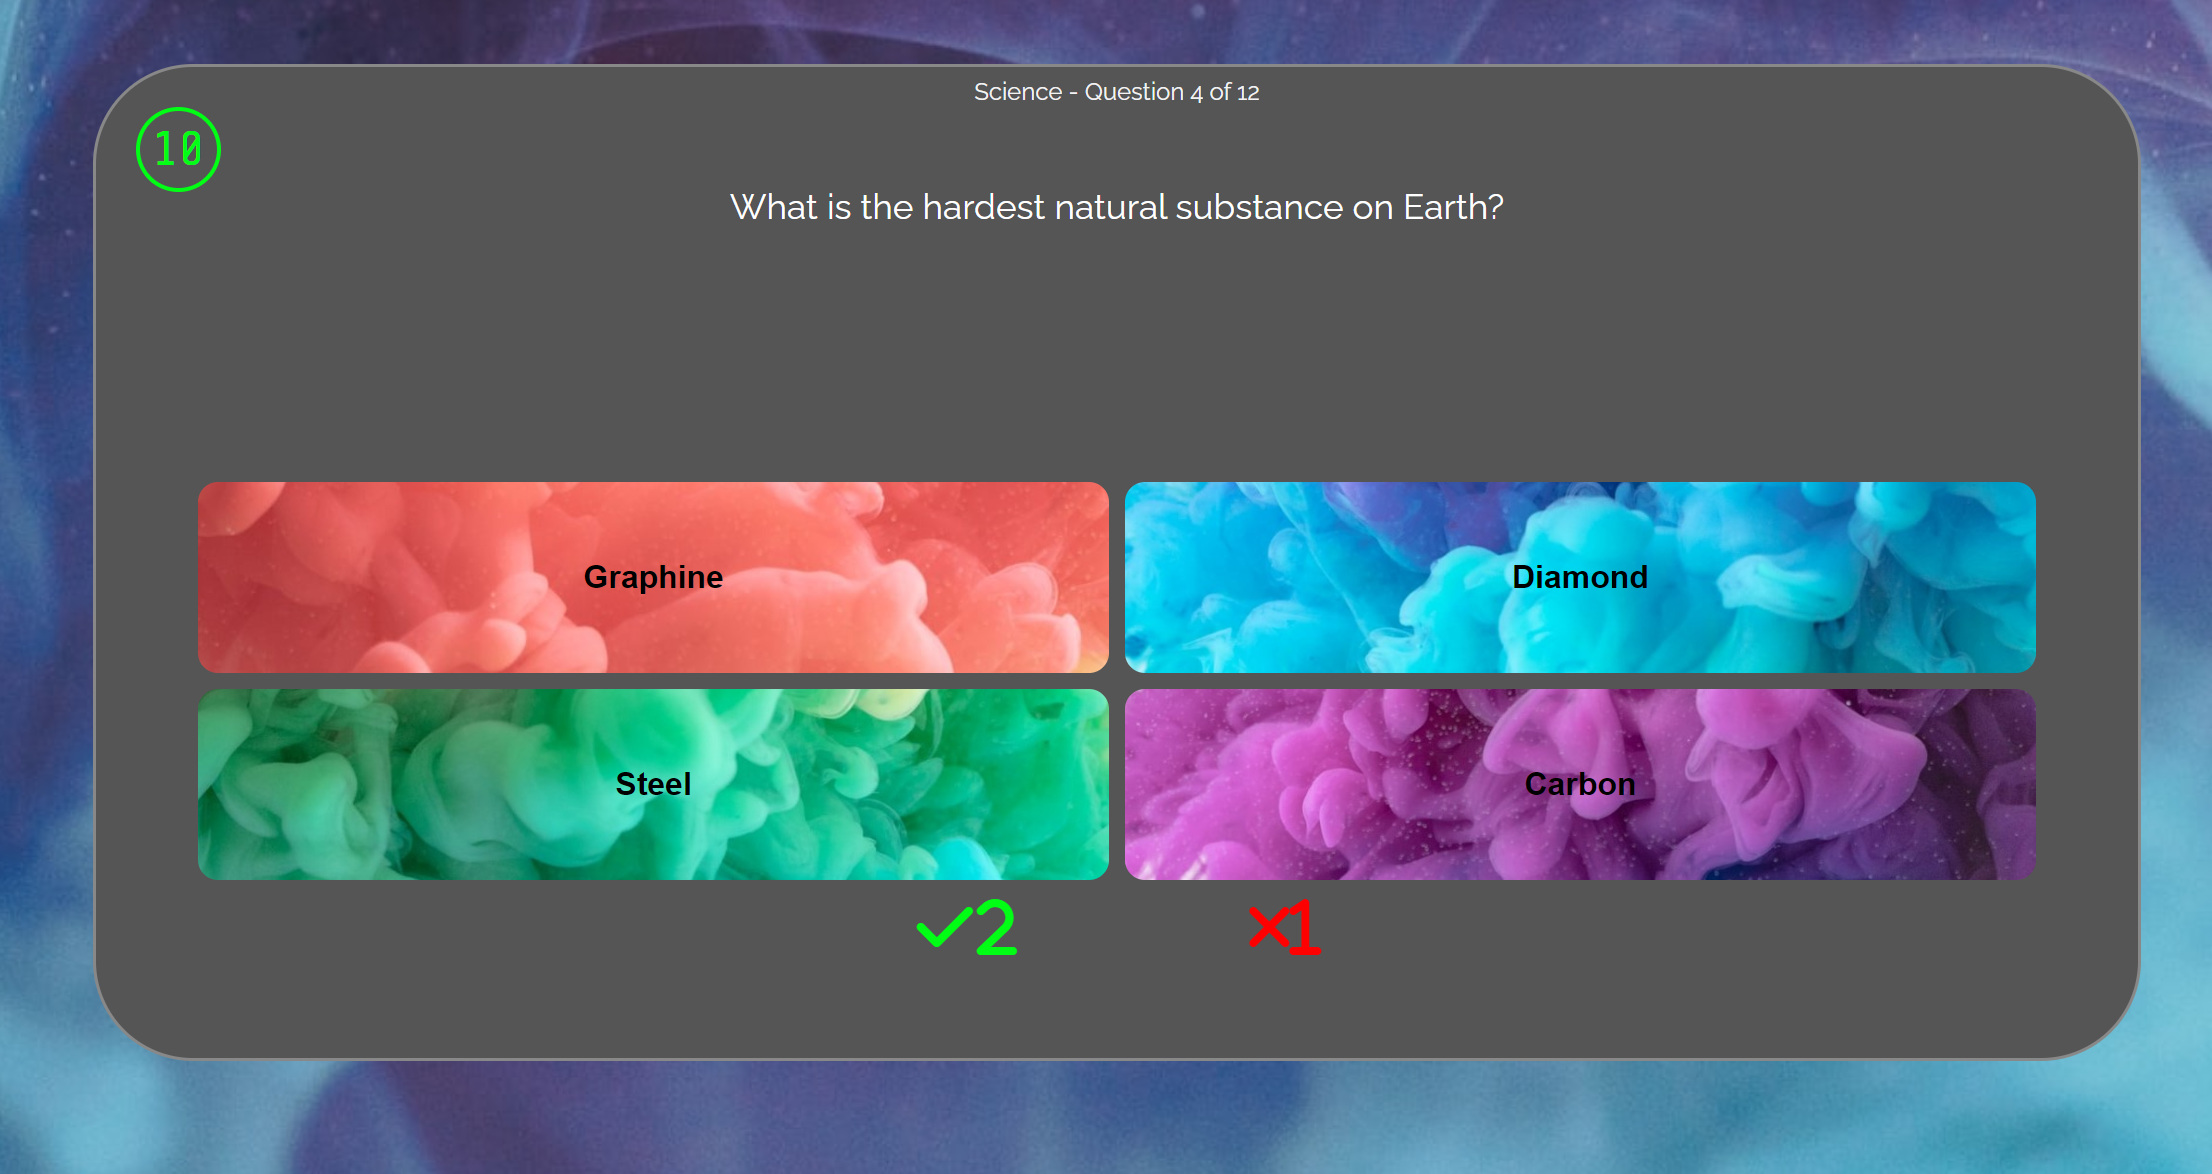 Science - Question 4 of 12
10
What is the hardest natural substance on Earth?
Graphine
Diamond
Steel
Carbon
✓2
×1